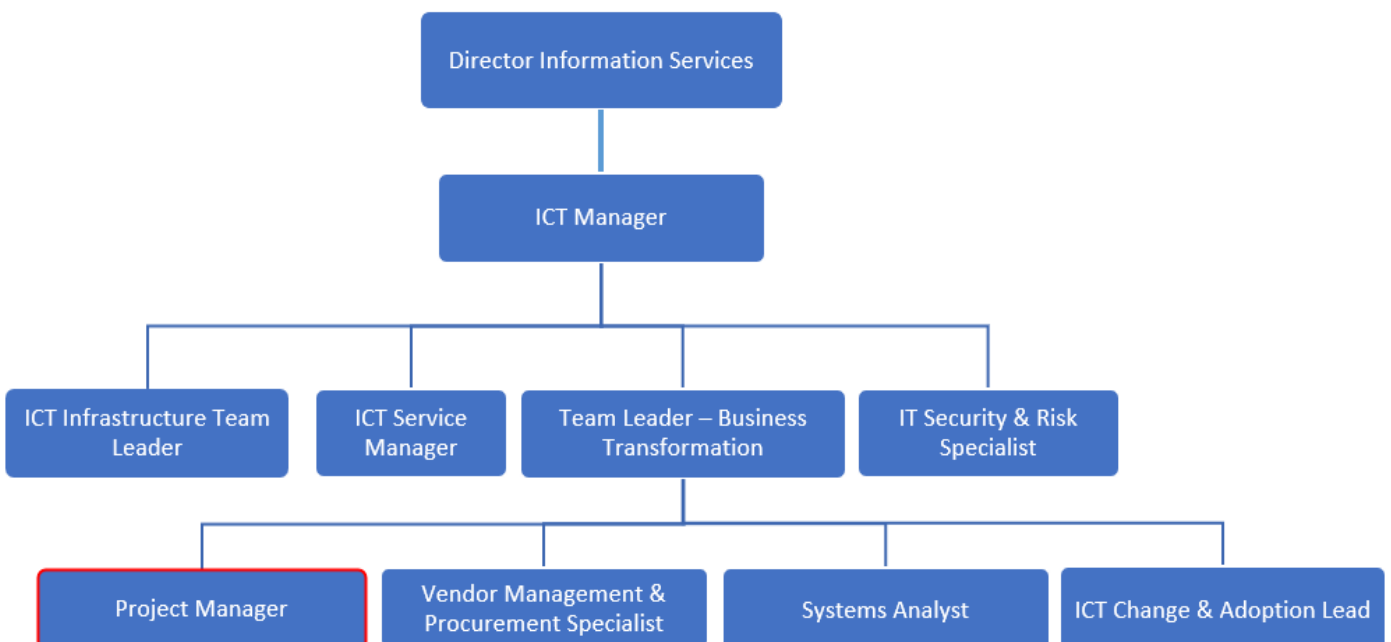 Director Information Services
ICT Manager
ICT Infrastructure Team
Leader
ICT Service
Manager
Team Leader – Business
Transformation
IT Security & Risk
Specialist
Project Manager
Vendor Management &
Procurement Specialist
Systems Analyst
ICT Change & Adoption Lead